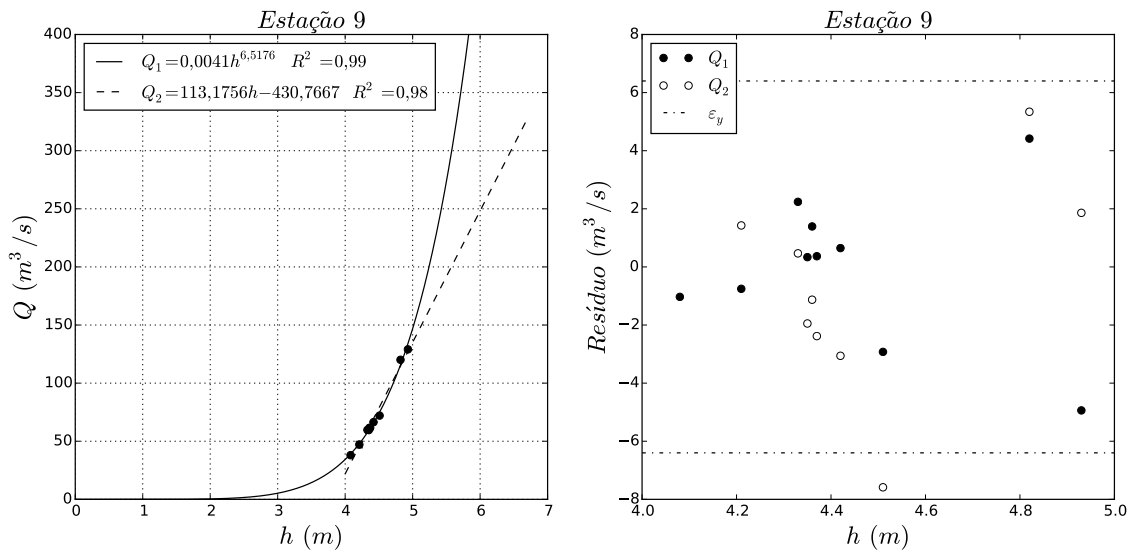 Estação 9
Q₁=0,0041h^6,5176 R² =0,99
Q₂=113,1756h−430,7667 R² =0,98
400
350
300
250
200
150
100
50
0
Q (m³/s)
0 1 2 3 4 5 6 7
h (m)
Estação 9
Q₁
Q₂
ε_y
8
6
4
2
0
−2
−4
−6
−8
Resíduo (m³/s)
4.0 4.2 4.4 4.6 4.8 5.0
h (m)